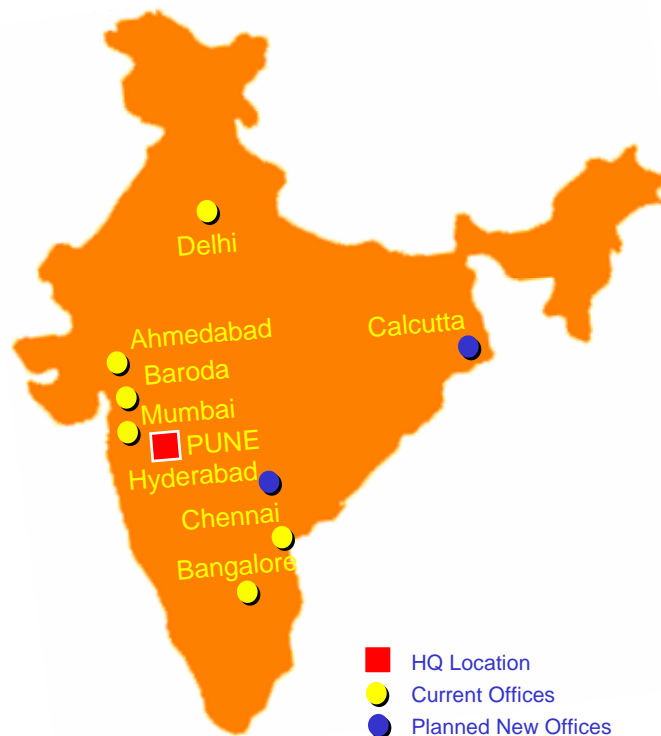 Delhi
Ahmedabad
Calcutta
Baroda
Mumbai
PUNE
Hyderabad
Chennai
Bangalore
HQ Location
Current Offices
Planned New Offices